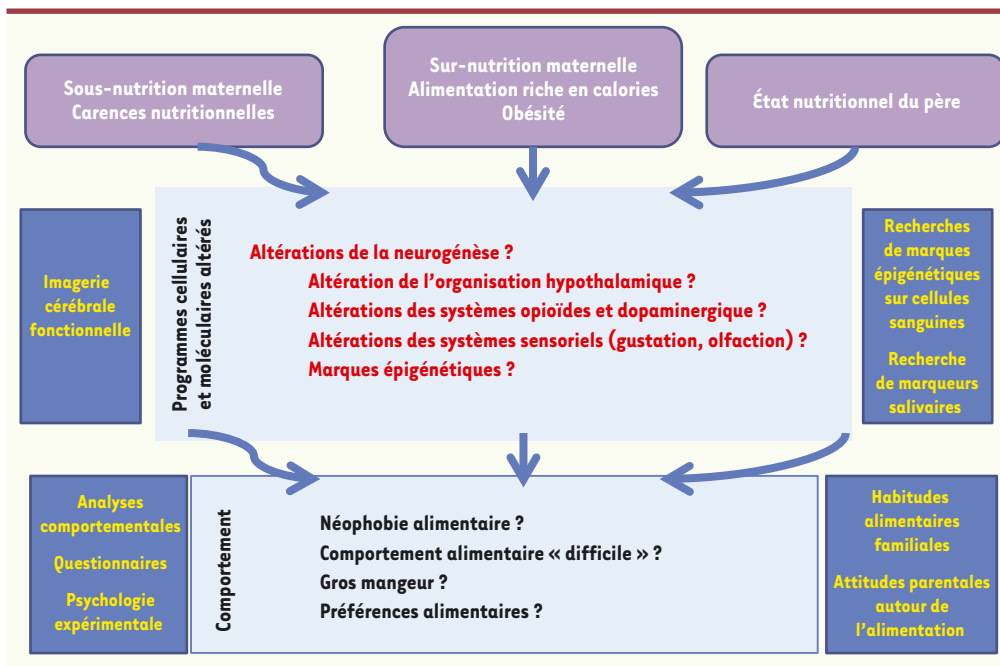 Sous-nutrition maternelle
Carences nutritionnelles
Sur-nutrition maternelle
Alimentation riche en calories
Obésité
État nutritionnel du père
Imagerie
cérébrale
fonctionnelle
Programmes cellulaires
et moléculaires altérés
Altérations de la neurogénèse ?
Altération de l’organisation hypothalamique ?
Altérations des systèmes opioïdes et dopaminergique ?
Altérations des systèmes sensoriels (gustation, olfaction) ?
Marques épigénétiques ?
Recherches
de marques
épigénétiques
sur cellules
sanguines
Recherche
de marqueurs
salivaires
Analyses
comportementales
Questionnaires
Psychologie
expérimentale
Comportement
Néophobie alimentaire ?
Comportement alimentaire « difficile » ?
Gros mangeur ?
Préférences alimentaires ?
Habitudes
alimentaires
familiales
Attitudes parentales
autour de
l’alimentation